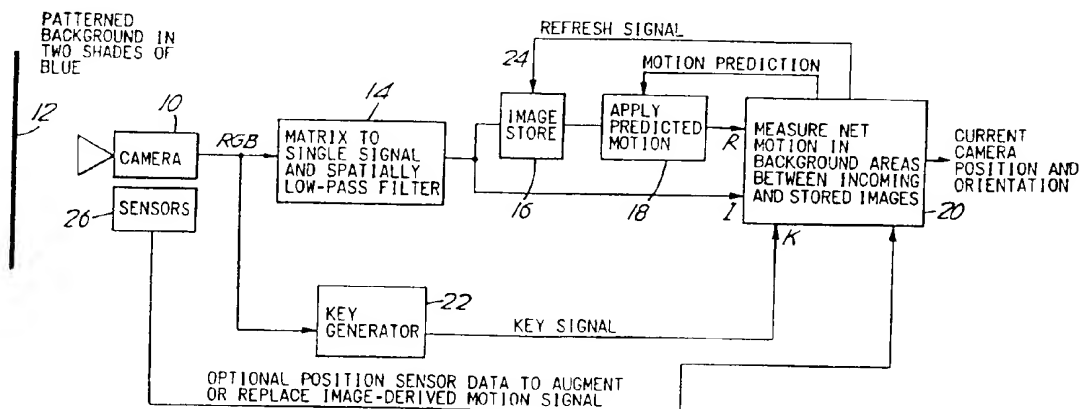 PATTERNED
BACKGROUND IN
TWO SHADES OF
BLUE
12
10
CAMERA
RGB
26
SENSORS
14
MATRIX TO
SINGLE SIGNAL
AND SPATIALLY
LOW-PASS FILTER
REFRESH SIGNAL
24
MOTION PREDICTION
IMAGE
STORE
16
APPLY
PREDICTED
MOTION
18
R
I
K
MEASURE NET
MOTION IN
BACKGROUND AREAS
BETWEEN INCOMING
AND STORED IMAGES
20
CURRENT
CAMERA
POSITION AND
ORIENTATION
22
KEY
GENERATOR
KEY SIGNAL
OPTIONAL POSITION SENSOR DATA TO AUGMENT
OR REPLACE IMAGE-DERIVED MOTION SIGNAL